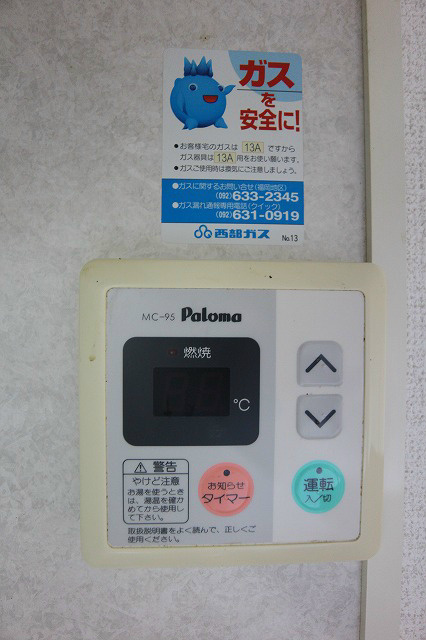 ガス
を
安全に!
●お客様宅のガスは 13A ですから
ガス器具は 13A 用をお使い願います。
●ガスご使用時は換気にご注意しましょう。
●ガスに関するお問い合せ(福岡地区)
(092)633-2345
●ガス漏れ通報専用電話(クイック)
(092)631-0919
西部ガス No.13
MC-95 Paloma
燃焼
℃
⚠ 警告
やけど注意
お湯を使うとき
は、湯温を確か
めてから使用し
て下さい。
取扱説明書をよく読んで、正しくご
使用ください。
お知らせ
タイマー
運転
入/切